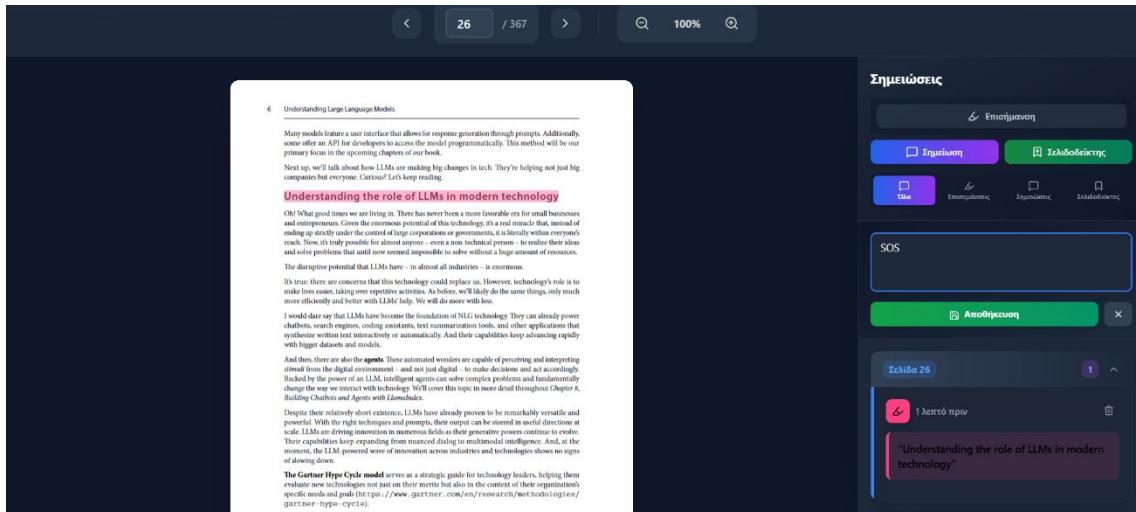 26 / 367 100%
6 Understanding Large Language Models
Many models feature a user interface that allows for response generation through prompts. Additionally,
some offer an API for developers to access the model programmatically. This method will be our
primary focus in the upcoming chapters of our book.
Next up, we'll talk about how LLMs are making big changes in tech. They're helping not just big
companies but everyone. Curious? Let's keep reading.
Understanding the role of LLMs in modern technology
Oh! What good times we are living in. There has never been a more favorable era for small businesses
and entrepreneurs. Given the enormous potential of this technology, it's a real miracle that, instead of
ending up strictly under the control of large corporations or governments, it is literally within everyone's
reach. Now, it's truly possible for almost anyone – even a non-technical person – to realize their ideas
and solve problems that until now seemed impossible to solve without a huge amount of resources.
The disruptive potential that LLMs have – in almost all industries – is enormous.
It's true: there are concerns that this technology could replace us. However, technology's role is to
make lives easier, taking over repetitive activities. As before, we'll likely do the same things, only much
more efficiently and better with LLMs' help. We will do more with less.
I would dare say that LLMs have become the foundation of NLG technology. They can already power
chatbots, search engines, coding assistants, text summarization tools, and other applications that
synthesize written text interactively or automatically. And their capabilities keep advancing rapidly
with bigger datasets and models.
And then, there are also the agents. These automated wonders are capable of perceiving and interpreting
stimuli from the digital environment – and not just digital – to make decisions and act accordingly.
Backed by the power of an LLM, intelligent agents can solve complex problems and fundamentally
change the way we interact with technology. We'll cover this topic in more detail throughout Chapter 8,
Building Chatbots and Agents with LlamaIndex.
Despite their relatively short existence, LLMs have already proven to be remarkably versatile and
powerful. With the right techniques and prompts, their output can be steered in useful directions at
scale. LLMs are driving innovation in numerous fields as their generative powers continue to evolve.
Their capabilities keep expanding from nuanced dialog to multimodal intelligence. And, at the
moment, the LLM-powered wave of innovation across industries and technologies shows no signs
of slowing down.
The Gartner Hype Cycle model serves as a strategic guide for technology leaders, helping them
evaluate new technologies not just on their merits but also in the context of their organization's
specific needs and goals (https://www.gartner.com/en/research/methodologies/
gartner-hype-cycle).
Σημειώσεις
Επισήμανση
Σημείωση Σελιδοδείκτης
Όλα Επισημάνσεις Σημειώσεις Σελιδοδείκτες
SOS
Αποθήκευση
Σελίδα 26 1
1 λεπτό πριν
"Understanding the role of LLMs in modern
technology"